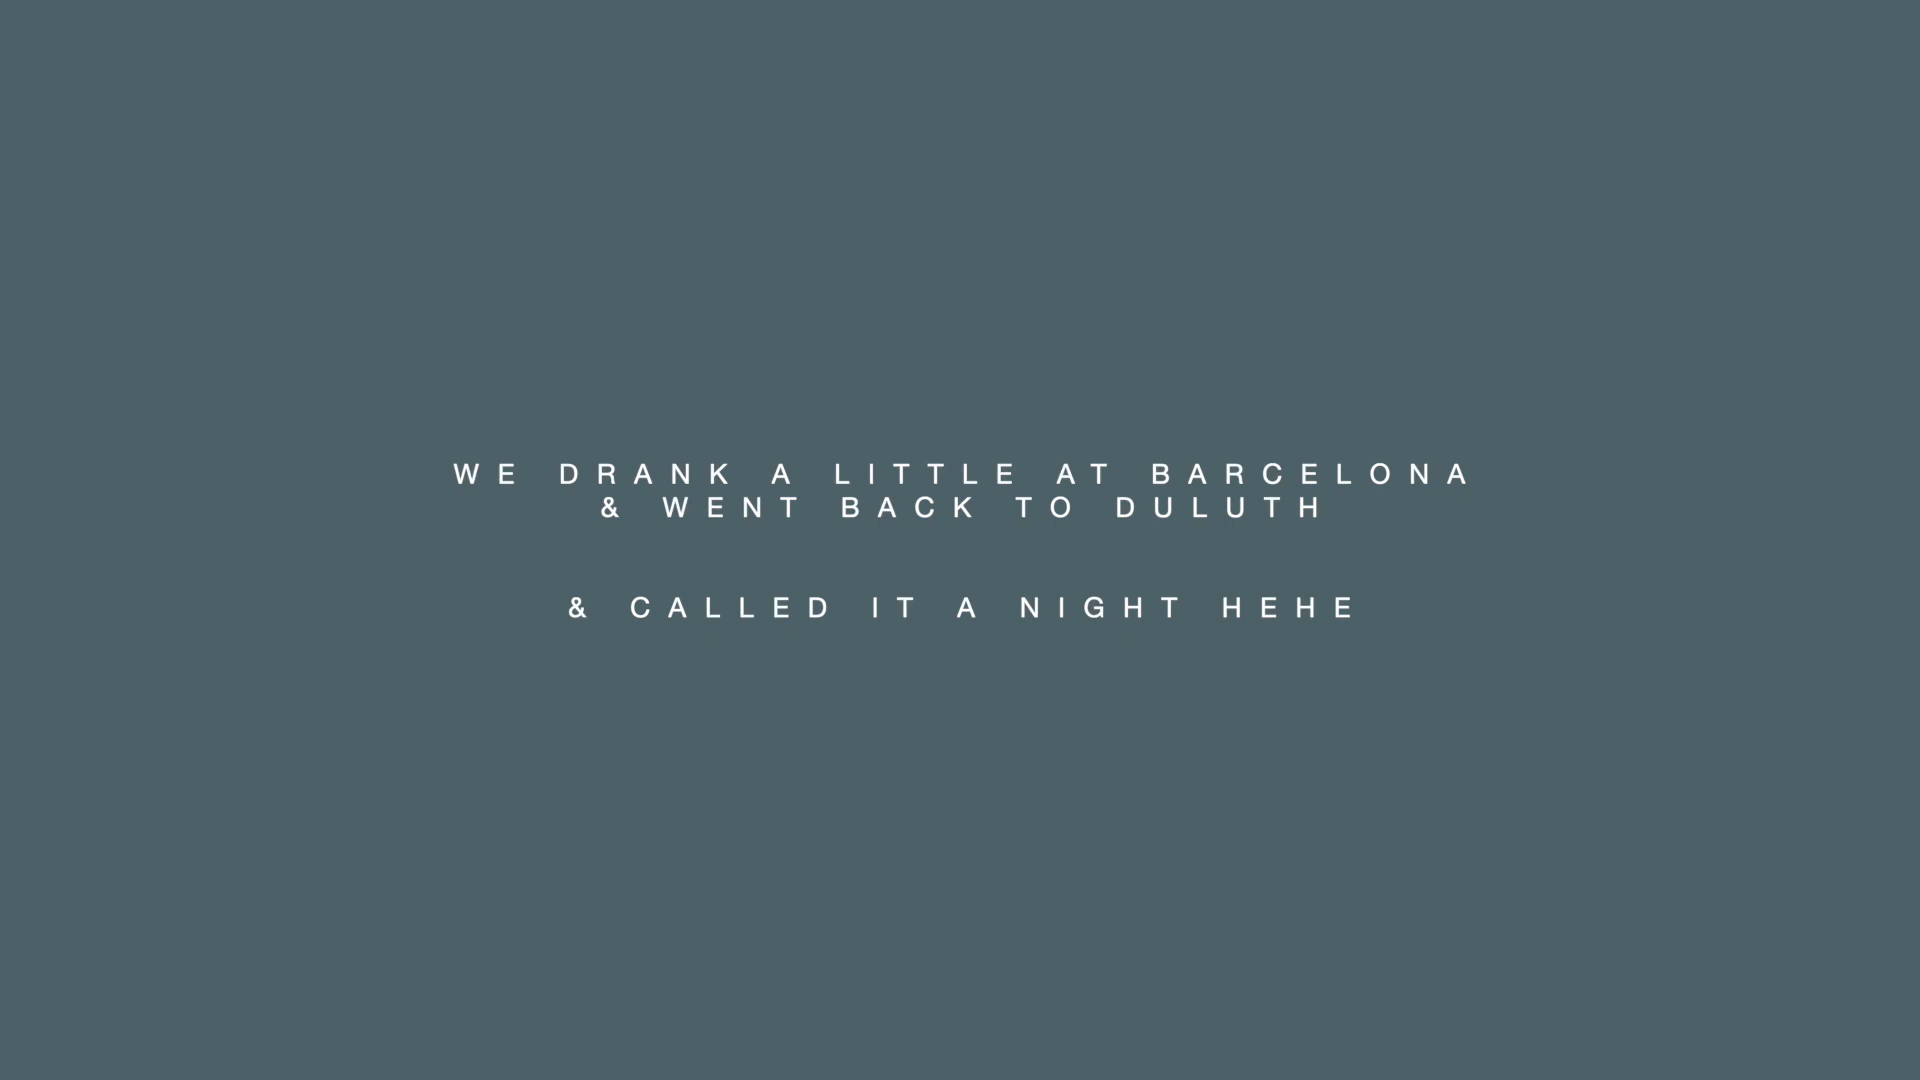 WE DRANK A LITTLE AT BARCELONA
& WENT BACK TO DULUTH
& CALLED IT A NIGHT HEHE